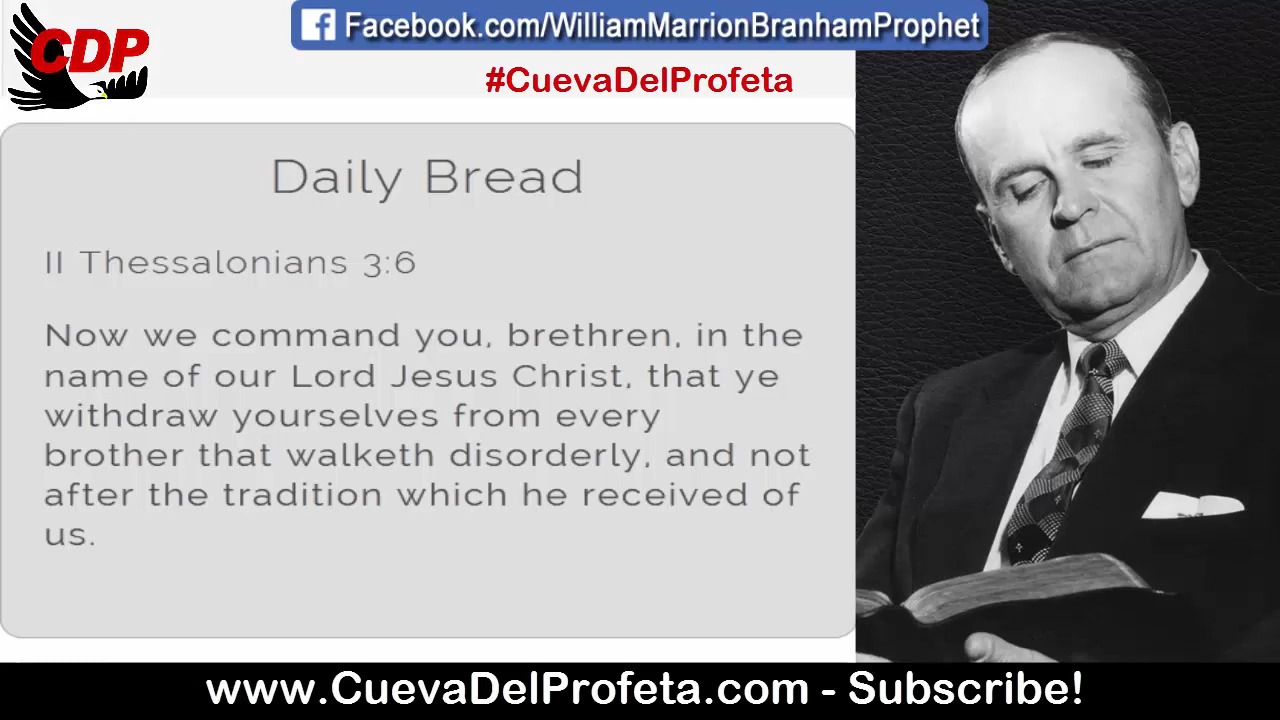 CDP
Facebook.com/WilliamMarrionBranhamProphet
#CuevaDelProfeta
Daily Bread
II Thessalonians 3:6
Now we command you, brethren, in the
name of our Lord Jesus Christ, that ye
withdraw yourselves from every
brother that walketh disorderly, and not
after the tradition which he received of
us.
www.CuevaDelProfeta.com - Subscribe!